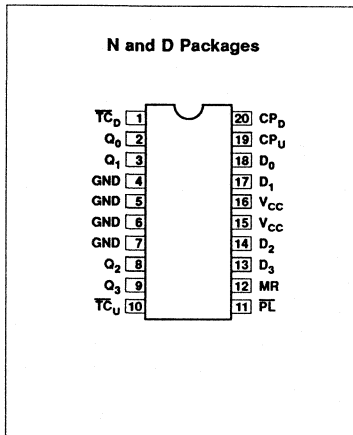 N and D Packages
T̅C̅D 1 20 CPD
Q0 2 19 CPU
Q1 3 18 D0
GND 4 17 D1
GND 5 16 VCC
GND 6 15 VCC
GND 7 14 D2
Q2 8 13 D3
Q3 9 12 MR
T̅C̅U 10 11 P̅L̅